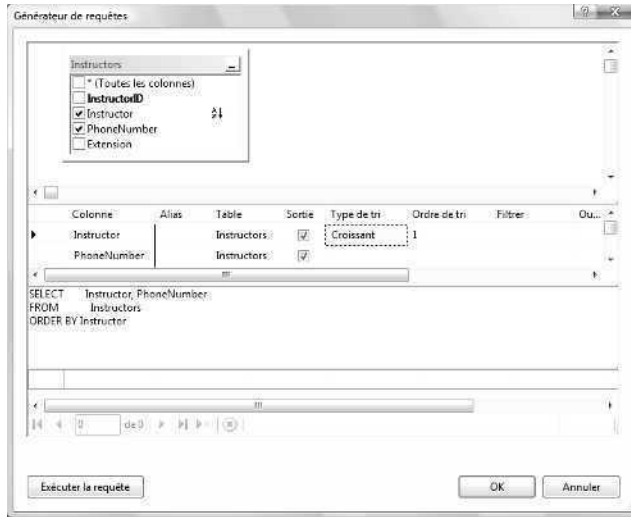 Générateur de requêtes
Instructors
* (Toutes les colonnes)
InstructorID
Instructor
PhoneNumber
Extension
Colonne Alias Table Sortie Type de tri Ordre de tri Filtrer Ou...
Instructor Instructors Croissant 1
PhoneNumber Instructors
SELECT Instructor, PhoneNumber
FROM Instructors
ORDER BY Instructor
0 de 0
Exécuter la requête OK Annuler